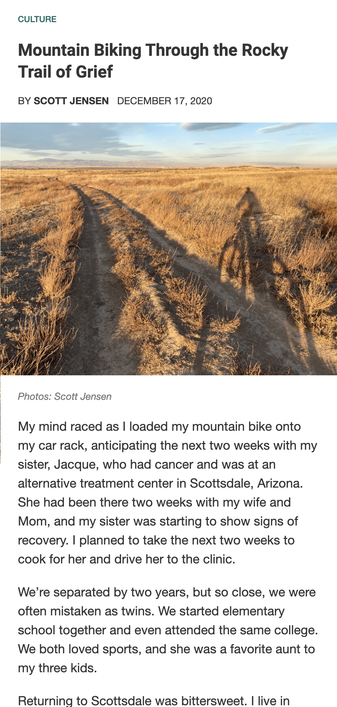 CULTURE
Mountain Biking Through the Rocky
Trail of Grief
BY SCOTT JENSEN DECEMBER 17, 2020
Photos: Scott Jensen
My mind raced as I loaded my mountain bike onto
my car rack, anticipating the next two weeks with my
sister, Jacque, who had cancer and was at an
alternative treatment center in Scottsdale, Arizona.
She had been there two weeks with my wife and
Mom, and my sister was starting to show signs of
recovery. I planned to take the next two weeks to
cook for her and drive her to the clinic.
We’re separated by two years, but so close, we were
often mistaken as twins. We started elementary
school together and even attended the same college.
We both loved sports, and she was a favorite aunt to
my three kids.
Returning to Scottsdale was bittersweet. I live in